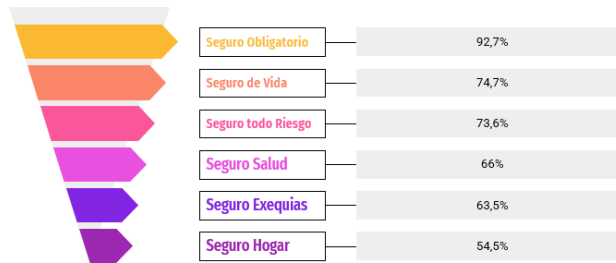 Seguro Obligatorio 92,7%
Seguro de Vida 74,7%
Seguro todo Riesgo 73,6%
Seguro Salud 66%
Seguro Exequias 63,5%
Seguro Hogar 54,5%